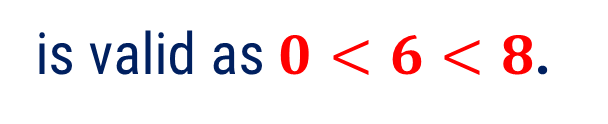 is valid as 0 < 6 < 8.